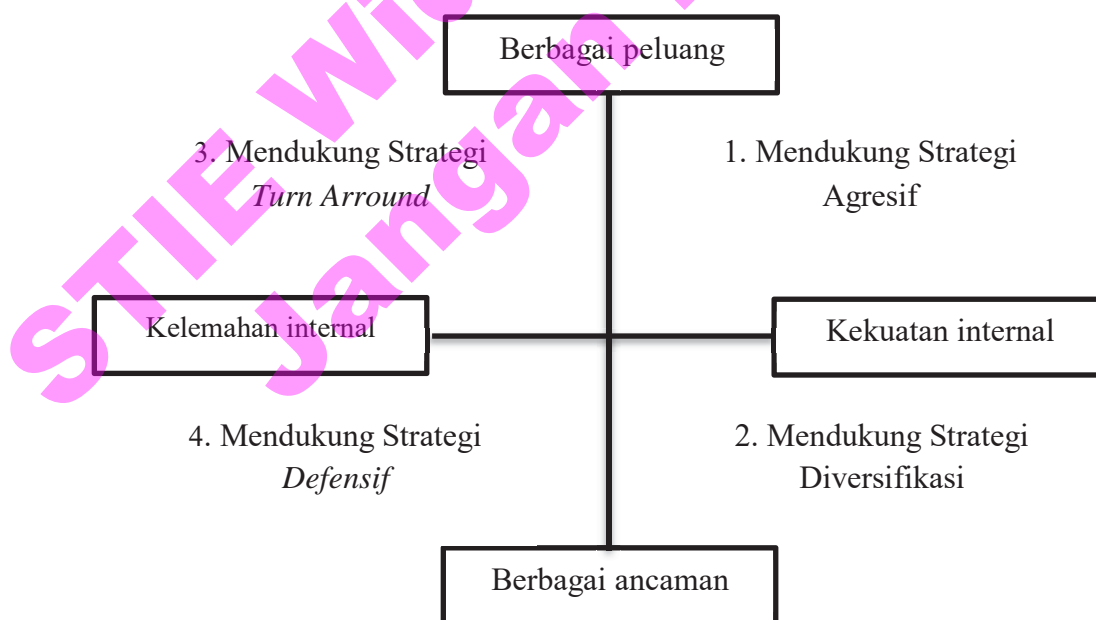 Berbagai peluang
3. Mendukung Strategi
Turn Arround
1. Mendukung Strategi
Agresif
Kelemahan internal
Kekuatan internal
4. Mendukung Strategi
Defensif
2. Mendukung Strategi
Diversifikasi
Berbagai ancaman
STIE Wi
Jangan